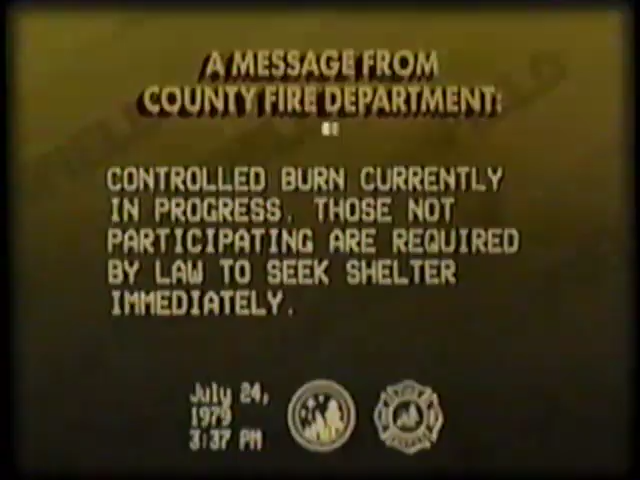 A MESSAGE FROM
COUNTY FIRE DEPARTMENT:
CONTROLLED BURN CURRENTLY
IN PROGRESS. THOSE NOT
PARTICIPATING ARE REQUIRED
BY LAW TO SEEK SHELTER
IMMEDIATELY.
July 24,
1979
3:37 PM